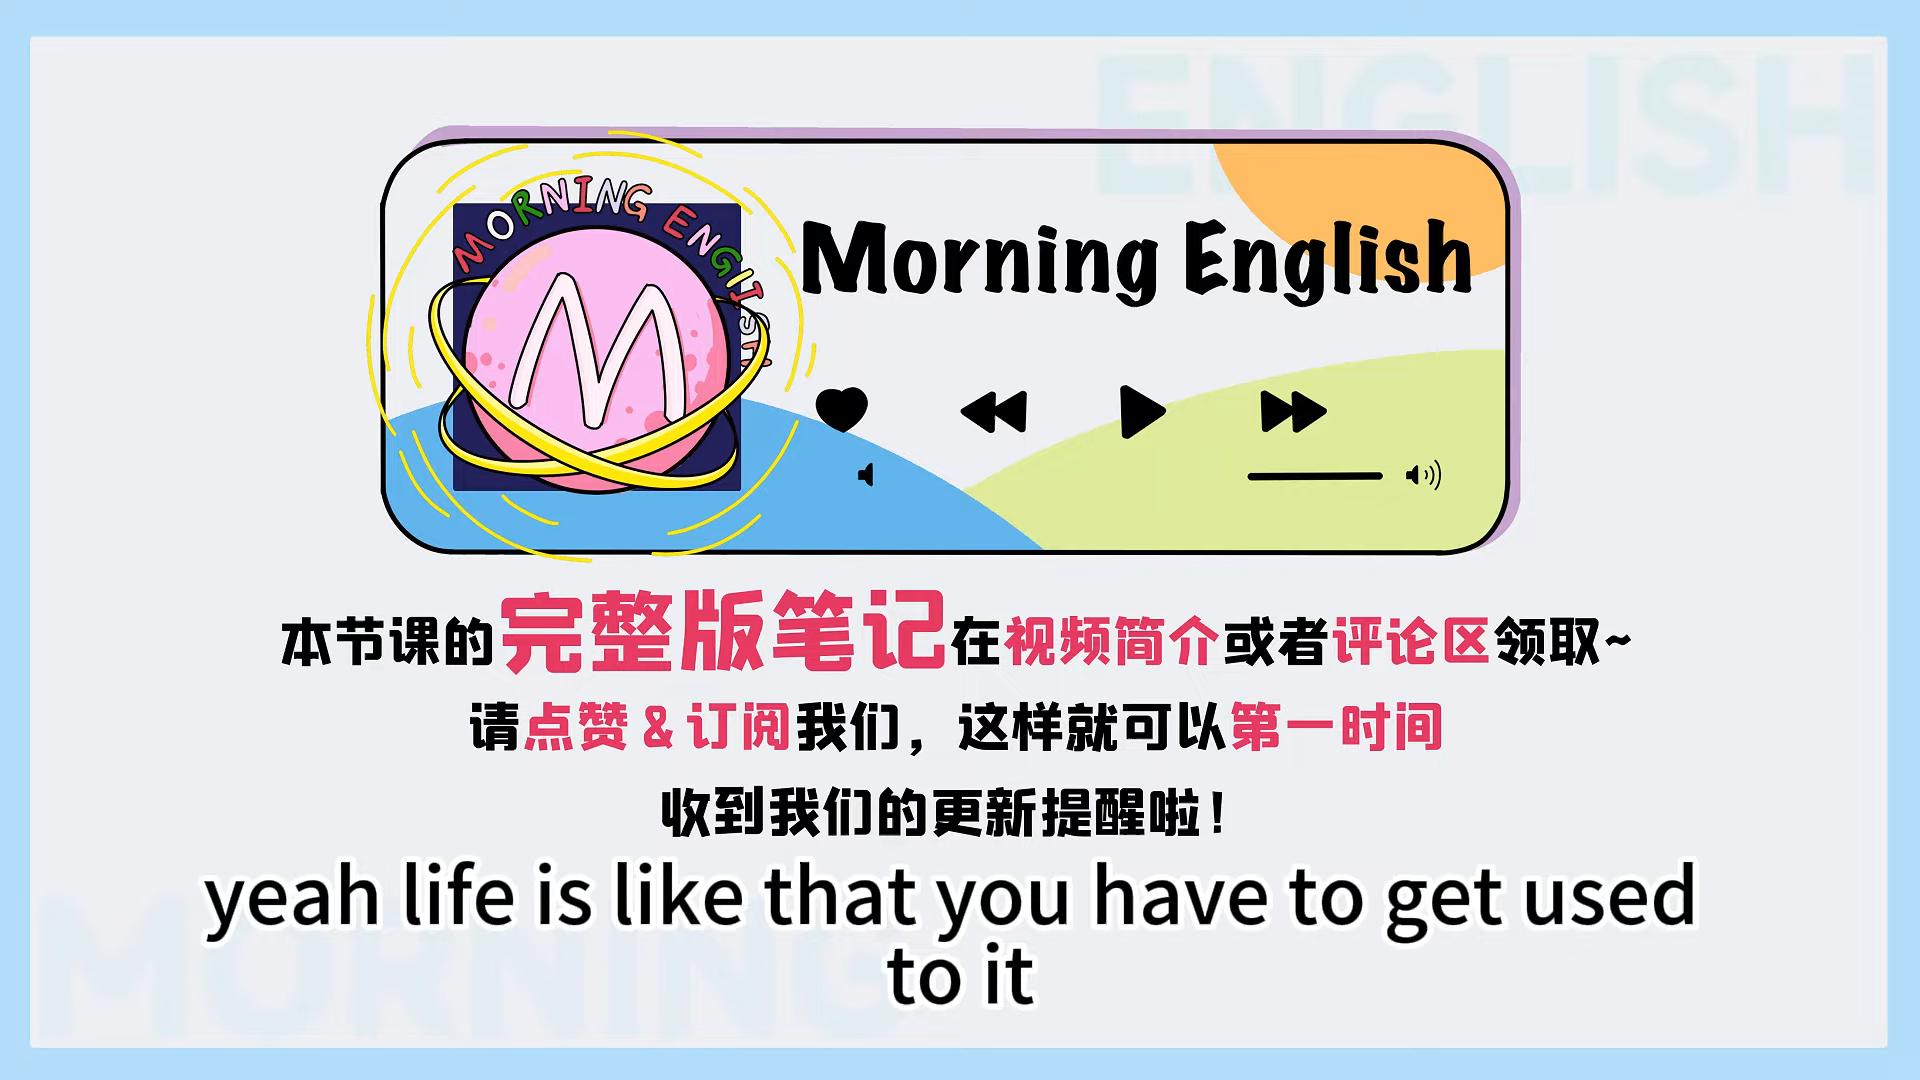 ENGLISH
MORNING ENGLISH
M
Morning English
本节课的完整版笔记在视频简介或者评论区领取~
请点赞&订阅我们，这样就可以第一时间
收到我们的更新提醒啦！
yeah life is like that you have to get used
to it
MORNING